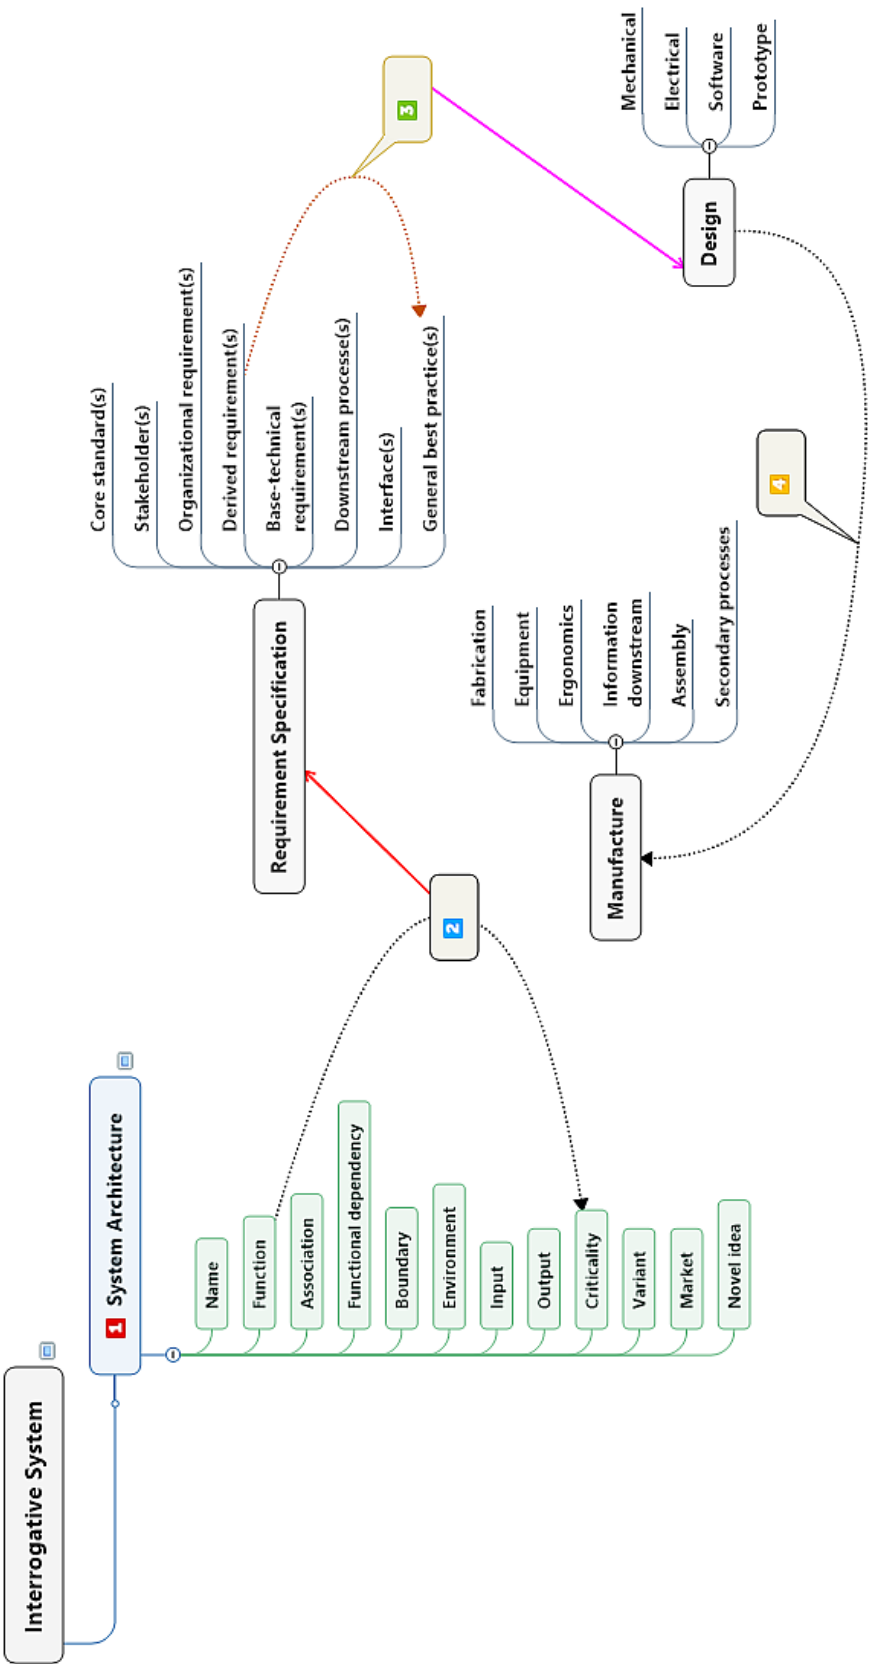 Interrogative System
1 System Architecture
Name
Function
Association
Functional dependency
Boundary
Environment
Input
Output
Criticality
Variant
Market
Novel idea
2
Requirement Specification
Core standard(s)
Stakeholder(s)
Organizational requirement(s)
Derived requirement(s)
Base-technical
requirement(s)
Downstream processe(s)
Interface(s)
General best practice(s)
3
Manufacture
Fabrication
Equipment
Ergonomics
Information
downstream
Assembly
Secondary processes
4
Design
Mechanical
Electrical
Software
Prototype